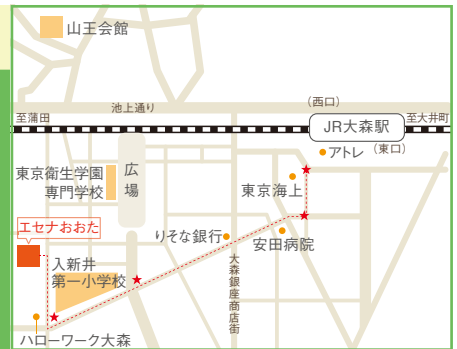 山王会館
池上通り
(西口)
至蒲田
JR大森駅
至大井町
アトレ
(東口)
東京衛生学園
専門学校
広場
東京海上
エセナおおた
りそな銀行
安田病院
入新井
第一小学校
大森銀座商店街
ハローワーク大森